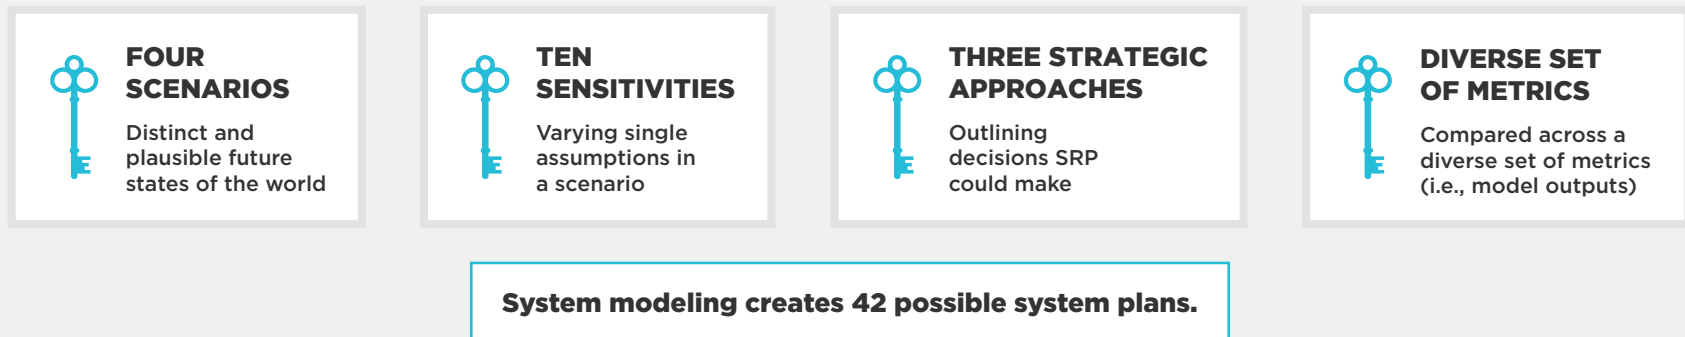 FOUR
SCENARIOS
Distinct and
plausible future
states of the world
TEN
SENSITIVITIES
Varying single
assumptions in
a scenario
THREE STRATEGIC
APPROACHES
Outlining
decisions SRP
could make
DIVERSE SET
OF METRICS
Compared across a
diverse set of metrics
(i.e., model outputs)
System modeling creates 42 possible system plans.